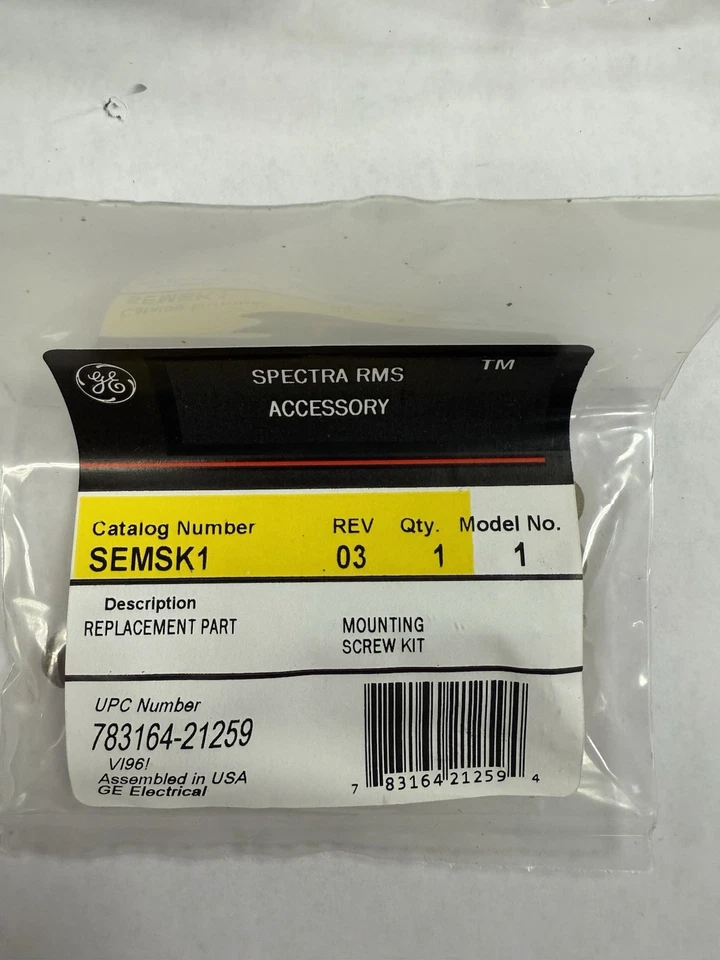 GE
SPECTRA RMS
TM
ACCESSORY
Catalog Number REV Qty. Model No.
SEMSK1 03 1 1
Description
REPLACEMENT PART MOUNTING
SCREW KIT
UPC Number
783164-21259
VI96!
Assembled in USA
GE Electrical
7 83164 21259 4